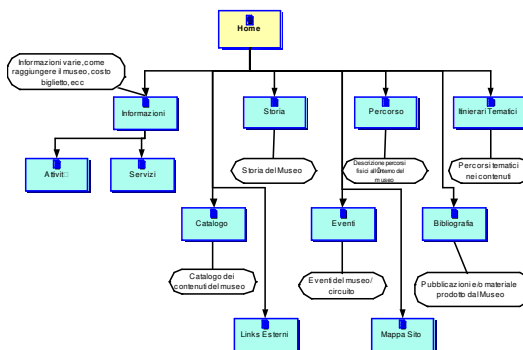 Home
Informazioni varie, come
raggiungere il museo, costo
biglietto, ecc
Informazioni
Storia
Percorso
Itinerari Tematici
Attivit
Servizi
Storia del Museo
Descrizione percorsi
fisici all'interno del
museo
Percorsi tematici
nei contenuti
Catalogo
Eventi
Bibliografia
Catalogo dei
contenuti del museo
Eventi del museo/
circuito
Pubblicazioni e/o materiale
prodotto dal Museo
Links Esterni
Mappa Sito